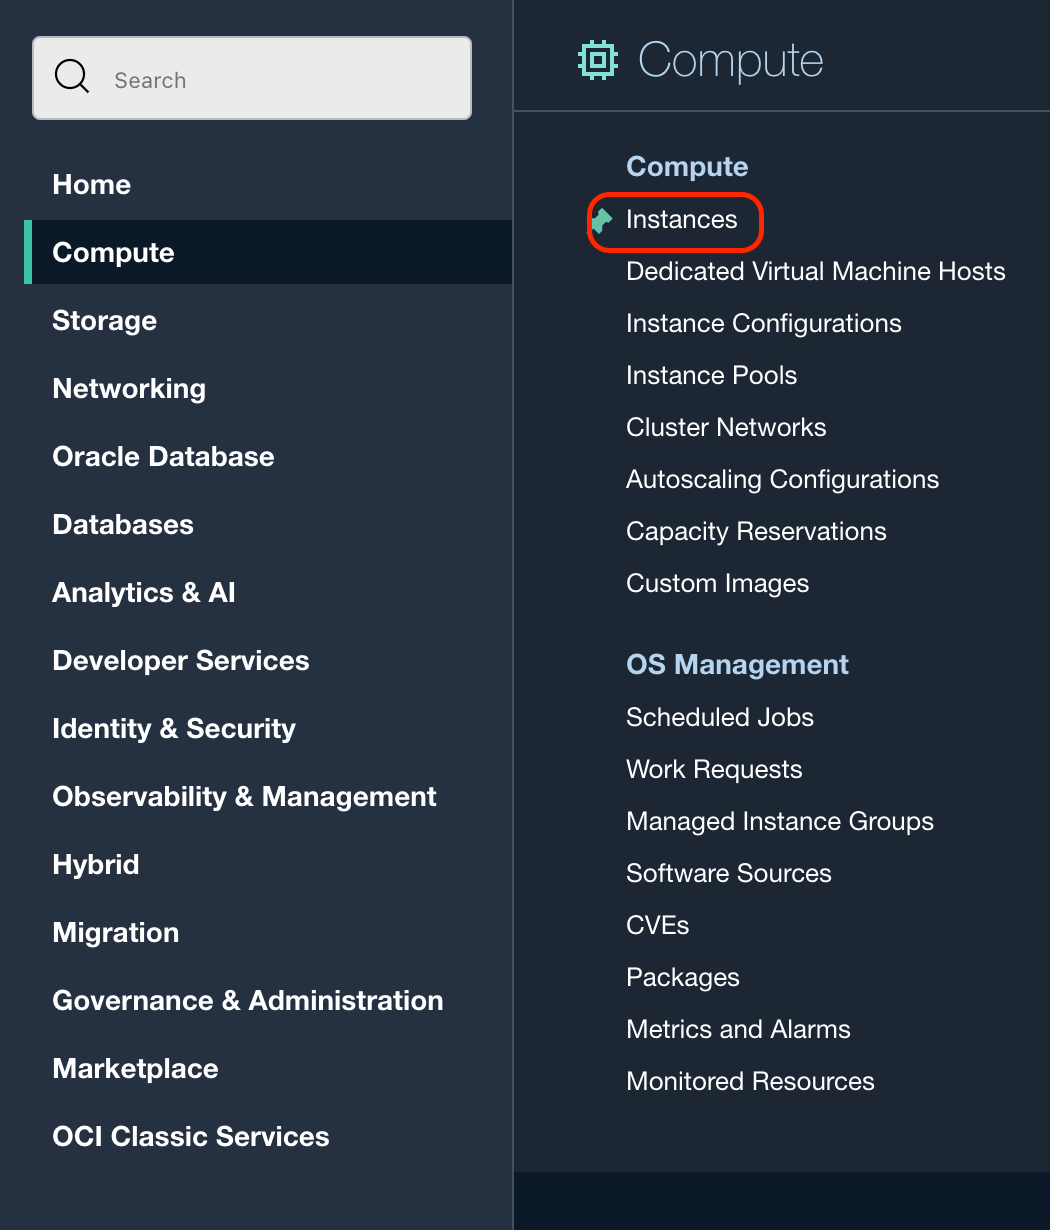 Search
Home
Compute
Storage
Networking
Oracle Database
Databases
Analytics & AI
Developer Services
Identity & Security
Observability & Management
Hybrid
Migration
Governance & Administration
Marketplace
OCI Classic Services
Compute
Compute
Instances
Dedicated Virtual Machine Hosts
Instance Configurations
Instance Pools
Cluster Networks
Autoscaling Configurations
Capacity Reservations
Custom Images
OS Management
Scheduled Jobs
Work Requests
Managed Instance Groups
Software Sources
CVEs
Packages
Metrics and Alarms
Monitored Resources